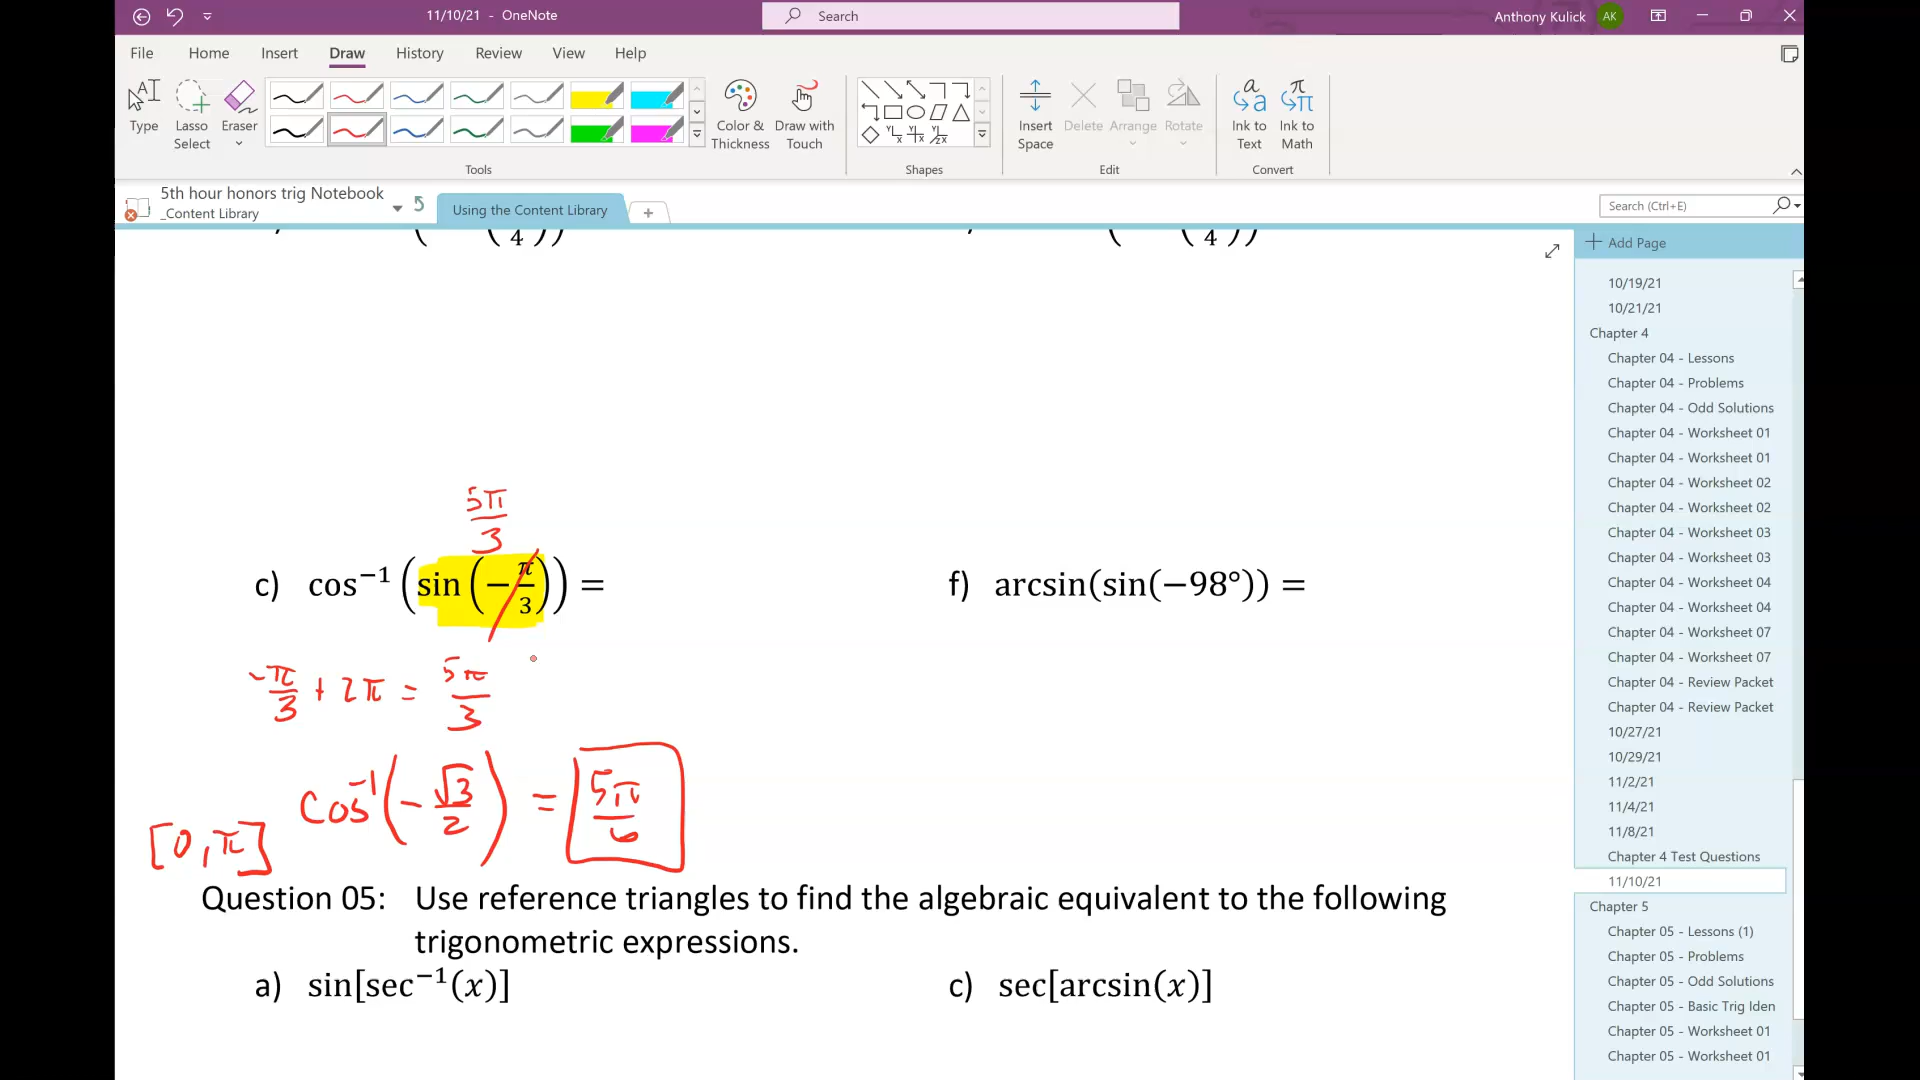 11/10/21 - OneNote
Search
Anthony Kulick
AK
File Home Insert Draw History Review View Help
Type
Lasso Select
Eraser
Color & Thickness
Draw with Touch
Insert Space
Delete
Arrange
Rotate
Ink to Text
Ink to Math
Tools
Shapes
Edit
Convert
5th hour honors trig Notebook
_Content Library
Using the Content Library
Search (Ctrl+E)
Add Page
10/19/21
10/21/21
Chapter 4
Chapter 04 - Lessons
Chapter 04 - Problems
Chapter 04 - Odd Solutions
Chapter 04 - Worksheet 01
Chapter 04 - Worksheet 01
Chapter 04 - Worksheet 02
Chapter 04 - Worksheet 02
Chapter 04 - Worksheet 03
Chapter 04 - Worksheet 03
Chapter 04 - Worksheet 04
Chapter 04 - Worksheet 04
Chapter 04 - Worksheet 07
Chapter 04 - Worksheet 07
Chapter 04 - Review Packet
Chapter 04 - Review Packet
10/27/21
10/29/21
11/2/21
11/4/21
11/8/21
Chapter 4 Test Questions
11/10/21
Chapter 5
Chapter 05 - Lessons (1)
Chapter 05 - Problems
Chapter 05 - Odd Solutions
Chapter 05 - Basic Trig Iden
Chapter 05 - Worksheet 01
Chapter 05 - Worksheet 01
5π/3
c) cos⁻¹(sin(−π/3)) =
f) arcsin(sin(−98°)) =
-π/3 + 2π = 5π/3
cos⁻¹(-√3/2) = 5π/6
[0, π]
Question 05: Use reference triangles to find the algebraic equivalent to the following
trigonometric expressions.
a) sin[sec⁻¹(x)]
c) sec[arcsin(x)]